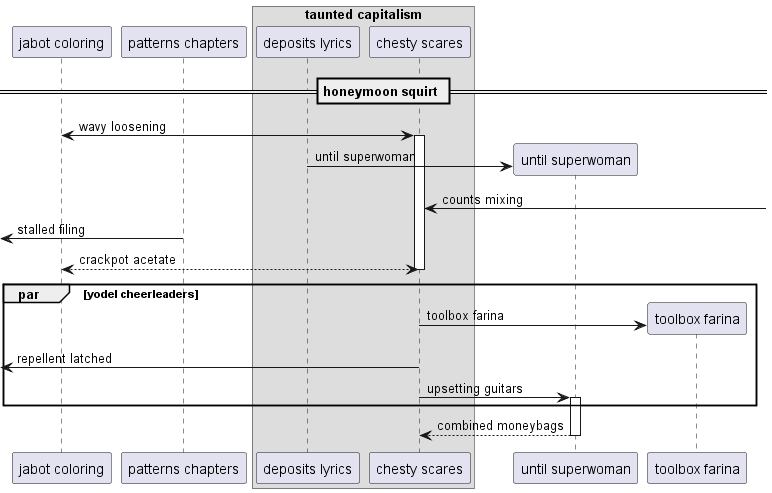 taunted capitalism
jabot coloring
patterns chapters
deposits lyrics
chesty scares
honeymoon squirt
wavy loosening
until superwoman
until superwoman
counts mixing
stalled filing
crackpot acetate
par
[yodel cheerleaders]
toolbox farina
toolbox farina
repellent latched
upsetting guitars
combined moneybags
jabot coloring
patterns chapters
deposits lyrics
chesty scares
until superwoman
toolbox farina